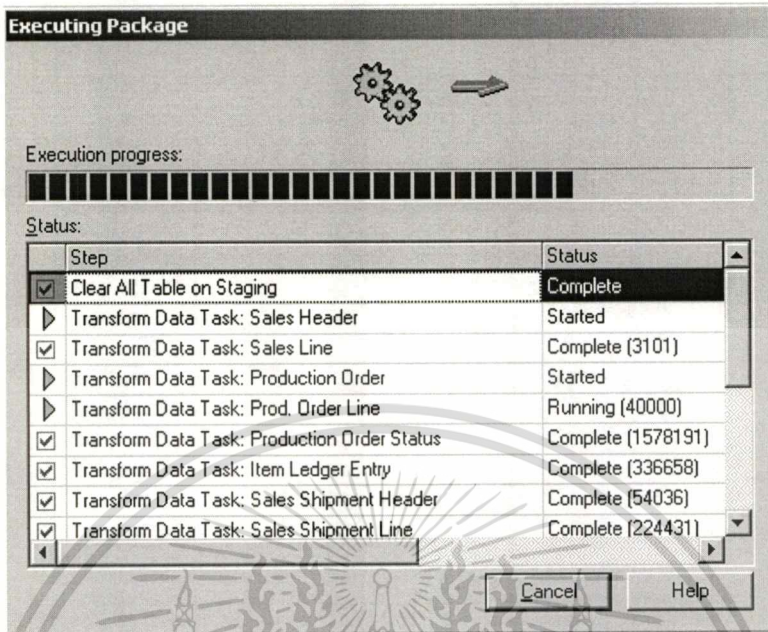 Executing Package
Execution progress:
Status:
Step Status
Clear All Table on Staging Complete
Transform Data Task: Sales Header Started
Transform Data Task: Sales Line Complete (3101)
Transform Data Task: Production Order Started
Transform Data Task: Prod. Order Line Running (40000)
Transform Data Task: Production Order Status Complete (1578191)
Transform Data Task: Item Ledger Entry Complete (336658)
Transform Data Task: Sales Shipment Header Complete (54036)
Transform Data Task: Sales Shipment Line Complete (224431)
Cancel Help